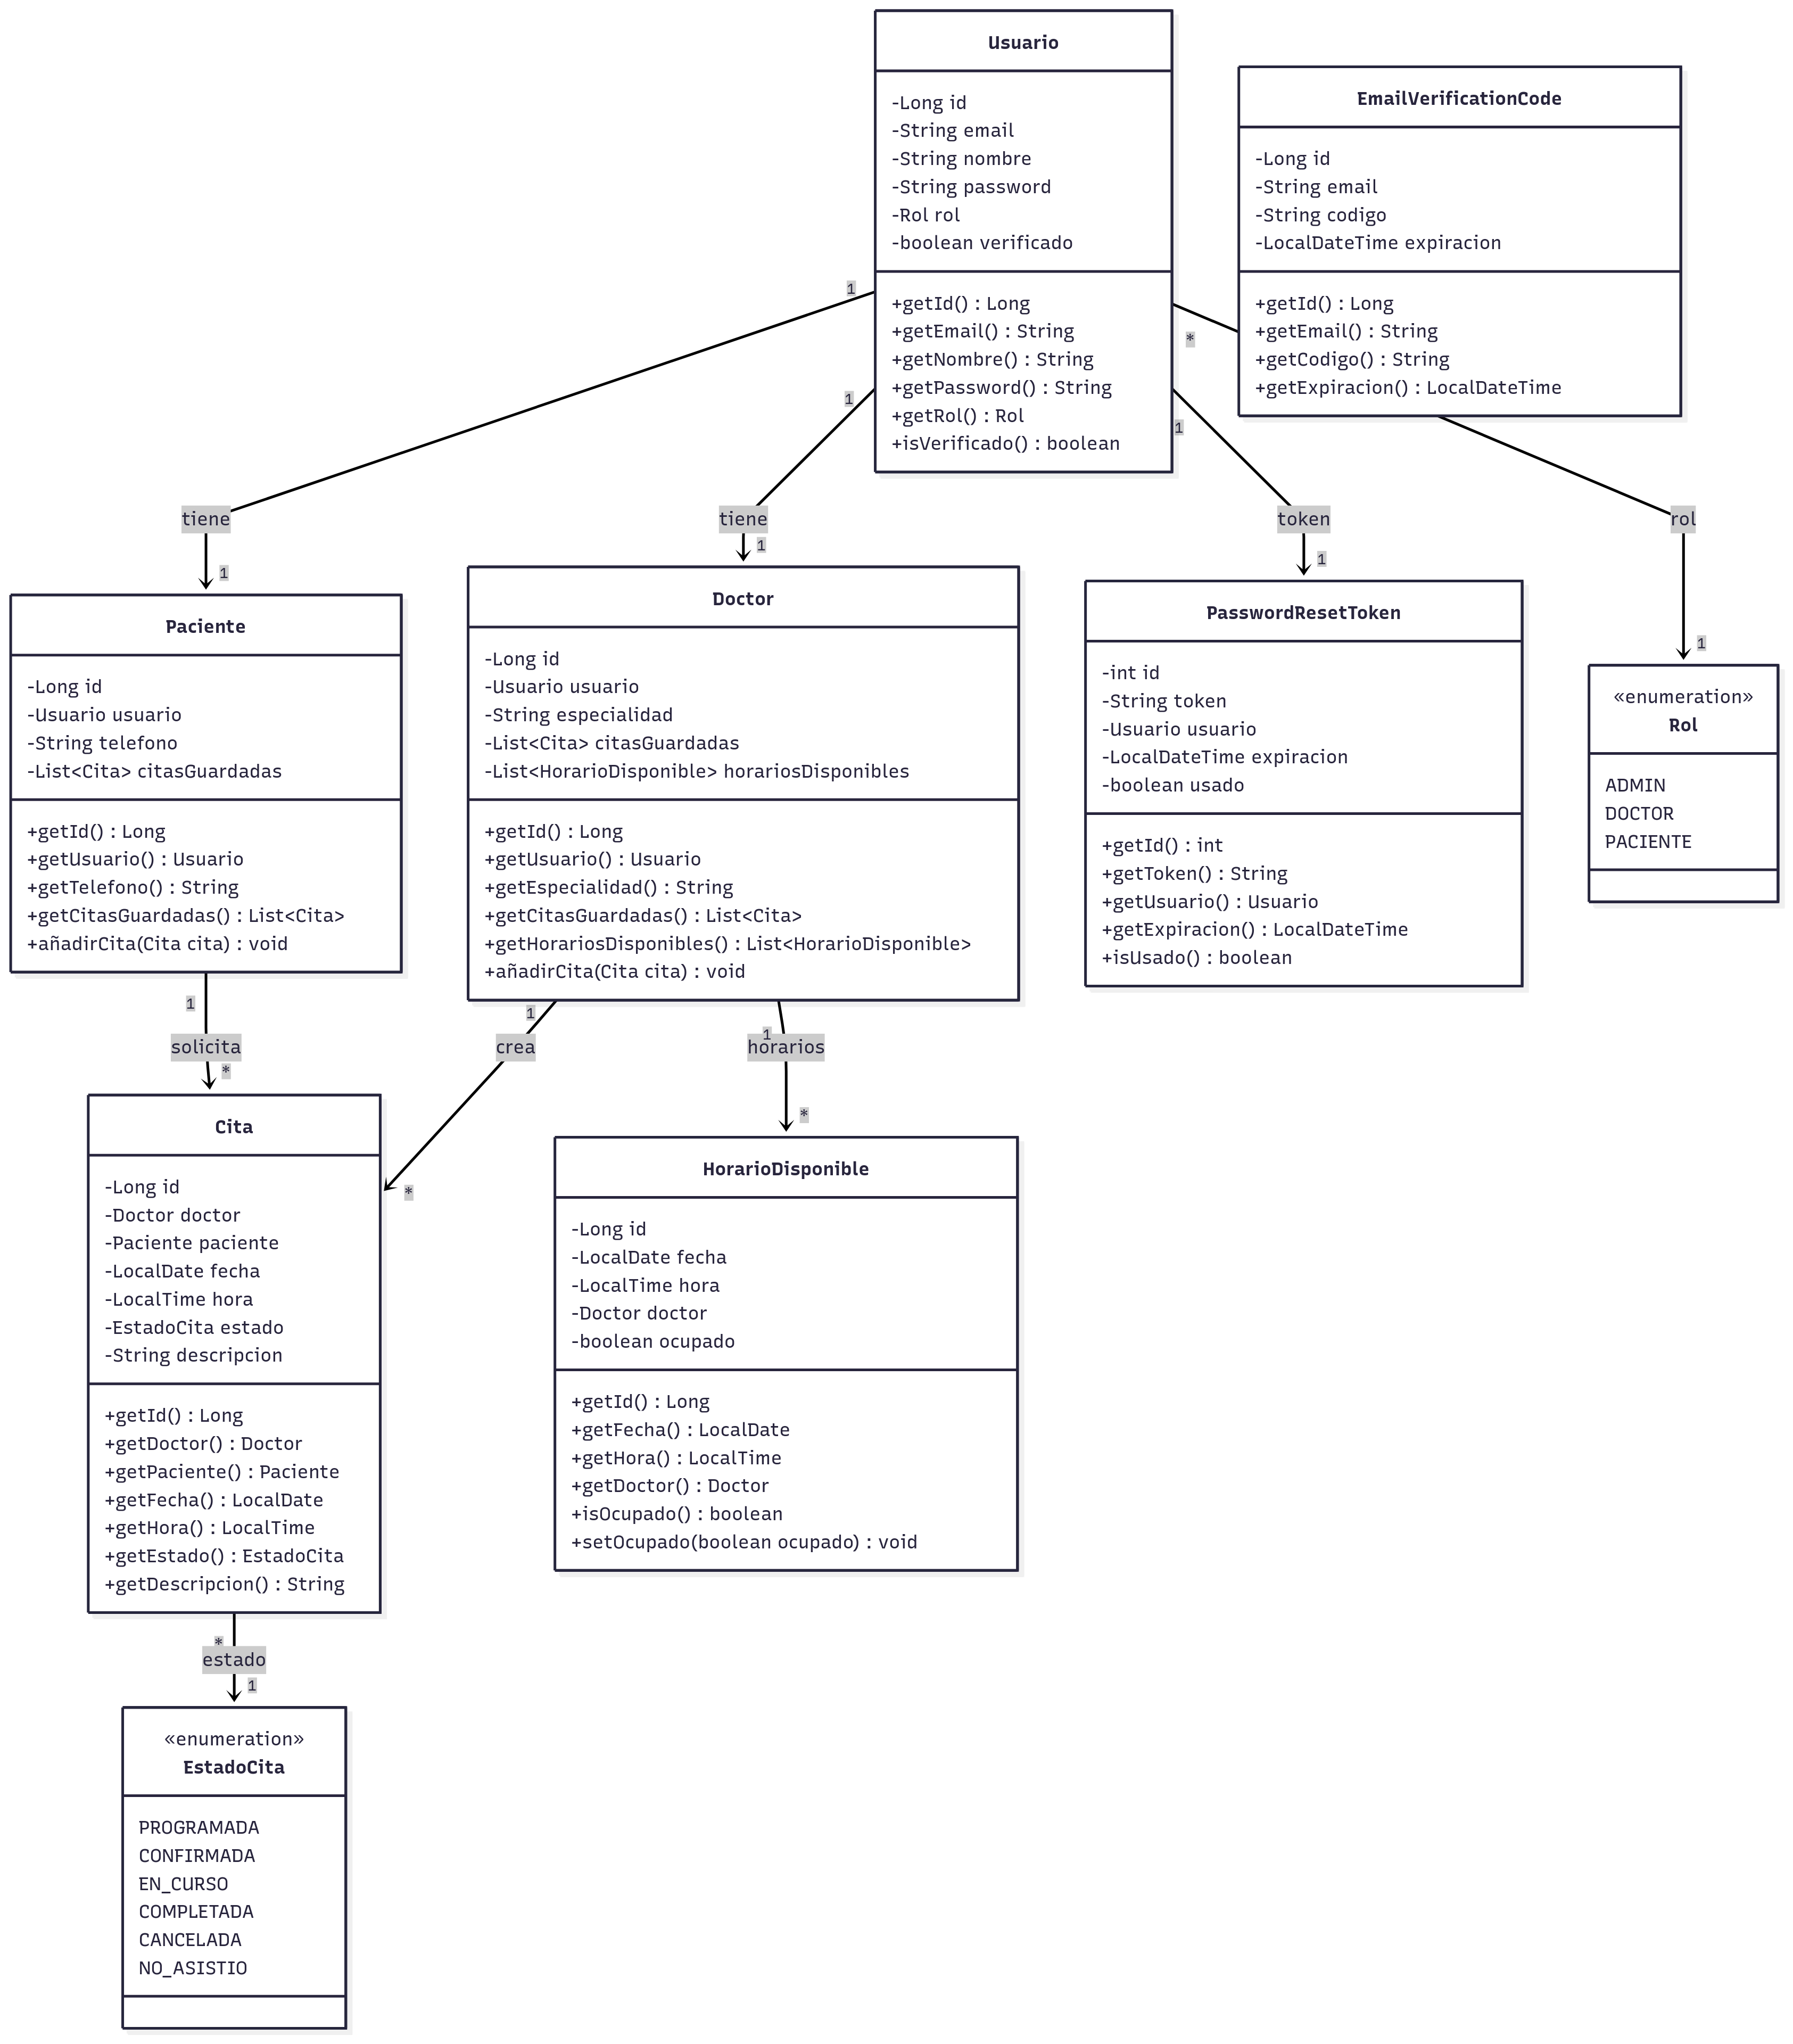 Usuario
-Long id
-String email
-String nombre
-String password
-Rol rol
-boolean verificado
+getId() : Long
+getEmail() : String
+getNombre() : String
+getPassword() : String
+getRol() : Rol
+isVerificado() : boolean
EmailVerificationCode
-Long id
-String email
-String codigo
-LocalDateTime expiracion
+getId() : Long
+getEmail() : String
+getCodigo() : String
+getExpiracion() : LocalDateTime
1
1
*
1
tiene
tiene
token
rol
1
1
1
1
Paciente
-Long id
-Usuario usuario
-String telefono
-List<Cita> citasGuardadas
+getId() : Long
+getUsuario() : Usuario
+getTelefono() : String
+getCitasGuardadas() : List<Cita>
+añadirCita(Cita cita) : void
Doctor
-Long id
-Usuario usuario
-String especialidad
-List<Cita> citasGuardadas
-List<HorarioDisponible> horariosDisponibles
+getId() : Long
+getUsuario() : Usuario
+getEspecialidad() : String
+getCitasGuardadas() : List<Cita>
+getHorariosDisponibles() : List<HorarioDisponible>
+añadirCita(Cita cita) : void
PasswordResetToken
-int id
-String token
-Usuario usuario
-LocalDateTime expiracion
-boolean usado
+getId() : int
+getToken() : String
+getUsuario() : Usuario
+getExpiracion() : LocalDateTime
+isUsado() : boolean
«enumeration»
Rol
ADMIN
DOCTOR
PACIENTE
1
1
1
solicita
crea
horarios
*
*
*
Cita
-Long id
-Doctor doctor
-Paciente paciente
-LocalDate fecha
-LocalTime hora
-EstadoCita estado
-String descripcion
+getId() : Long
+getDoctor() : Doctor
+getPaciente() : Paciente
+getFecha() : LocalDate
+getHora() : LocalTime
+getEstado() : EstadoCita
+getDescripcion() : String
HorarioDisponible
-Long id
-LocalDate fecha
-LocalTime hora
-Doctor doctor
-boolean ocupado
+getId() : Long
+getFecha() : LocalDate
+getHora() : LocalTime
+getDoctor() : Doctor
+isOcupado() : boolean
+setOcupado(boolean ocupado) : void
*
estado
1
«enumeration»
EstadoCita
PROGRAMADA
CONFIRMADA
EN_CURSO
COMPLETADA
CANCELADA
NO_ASISTIO